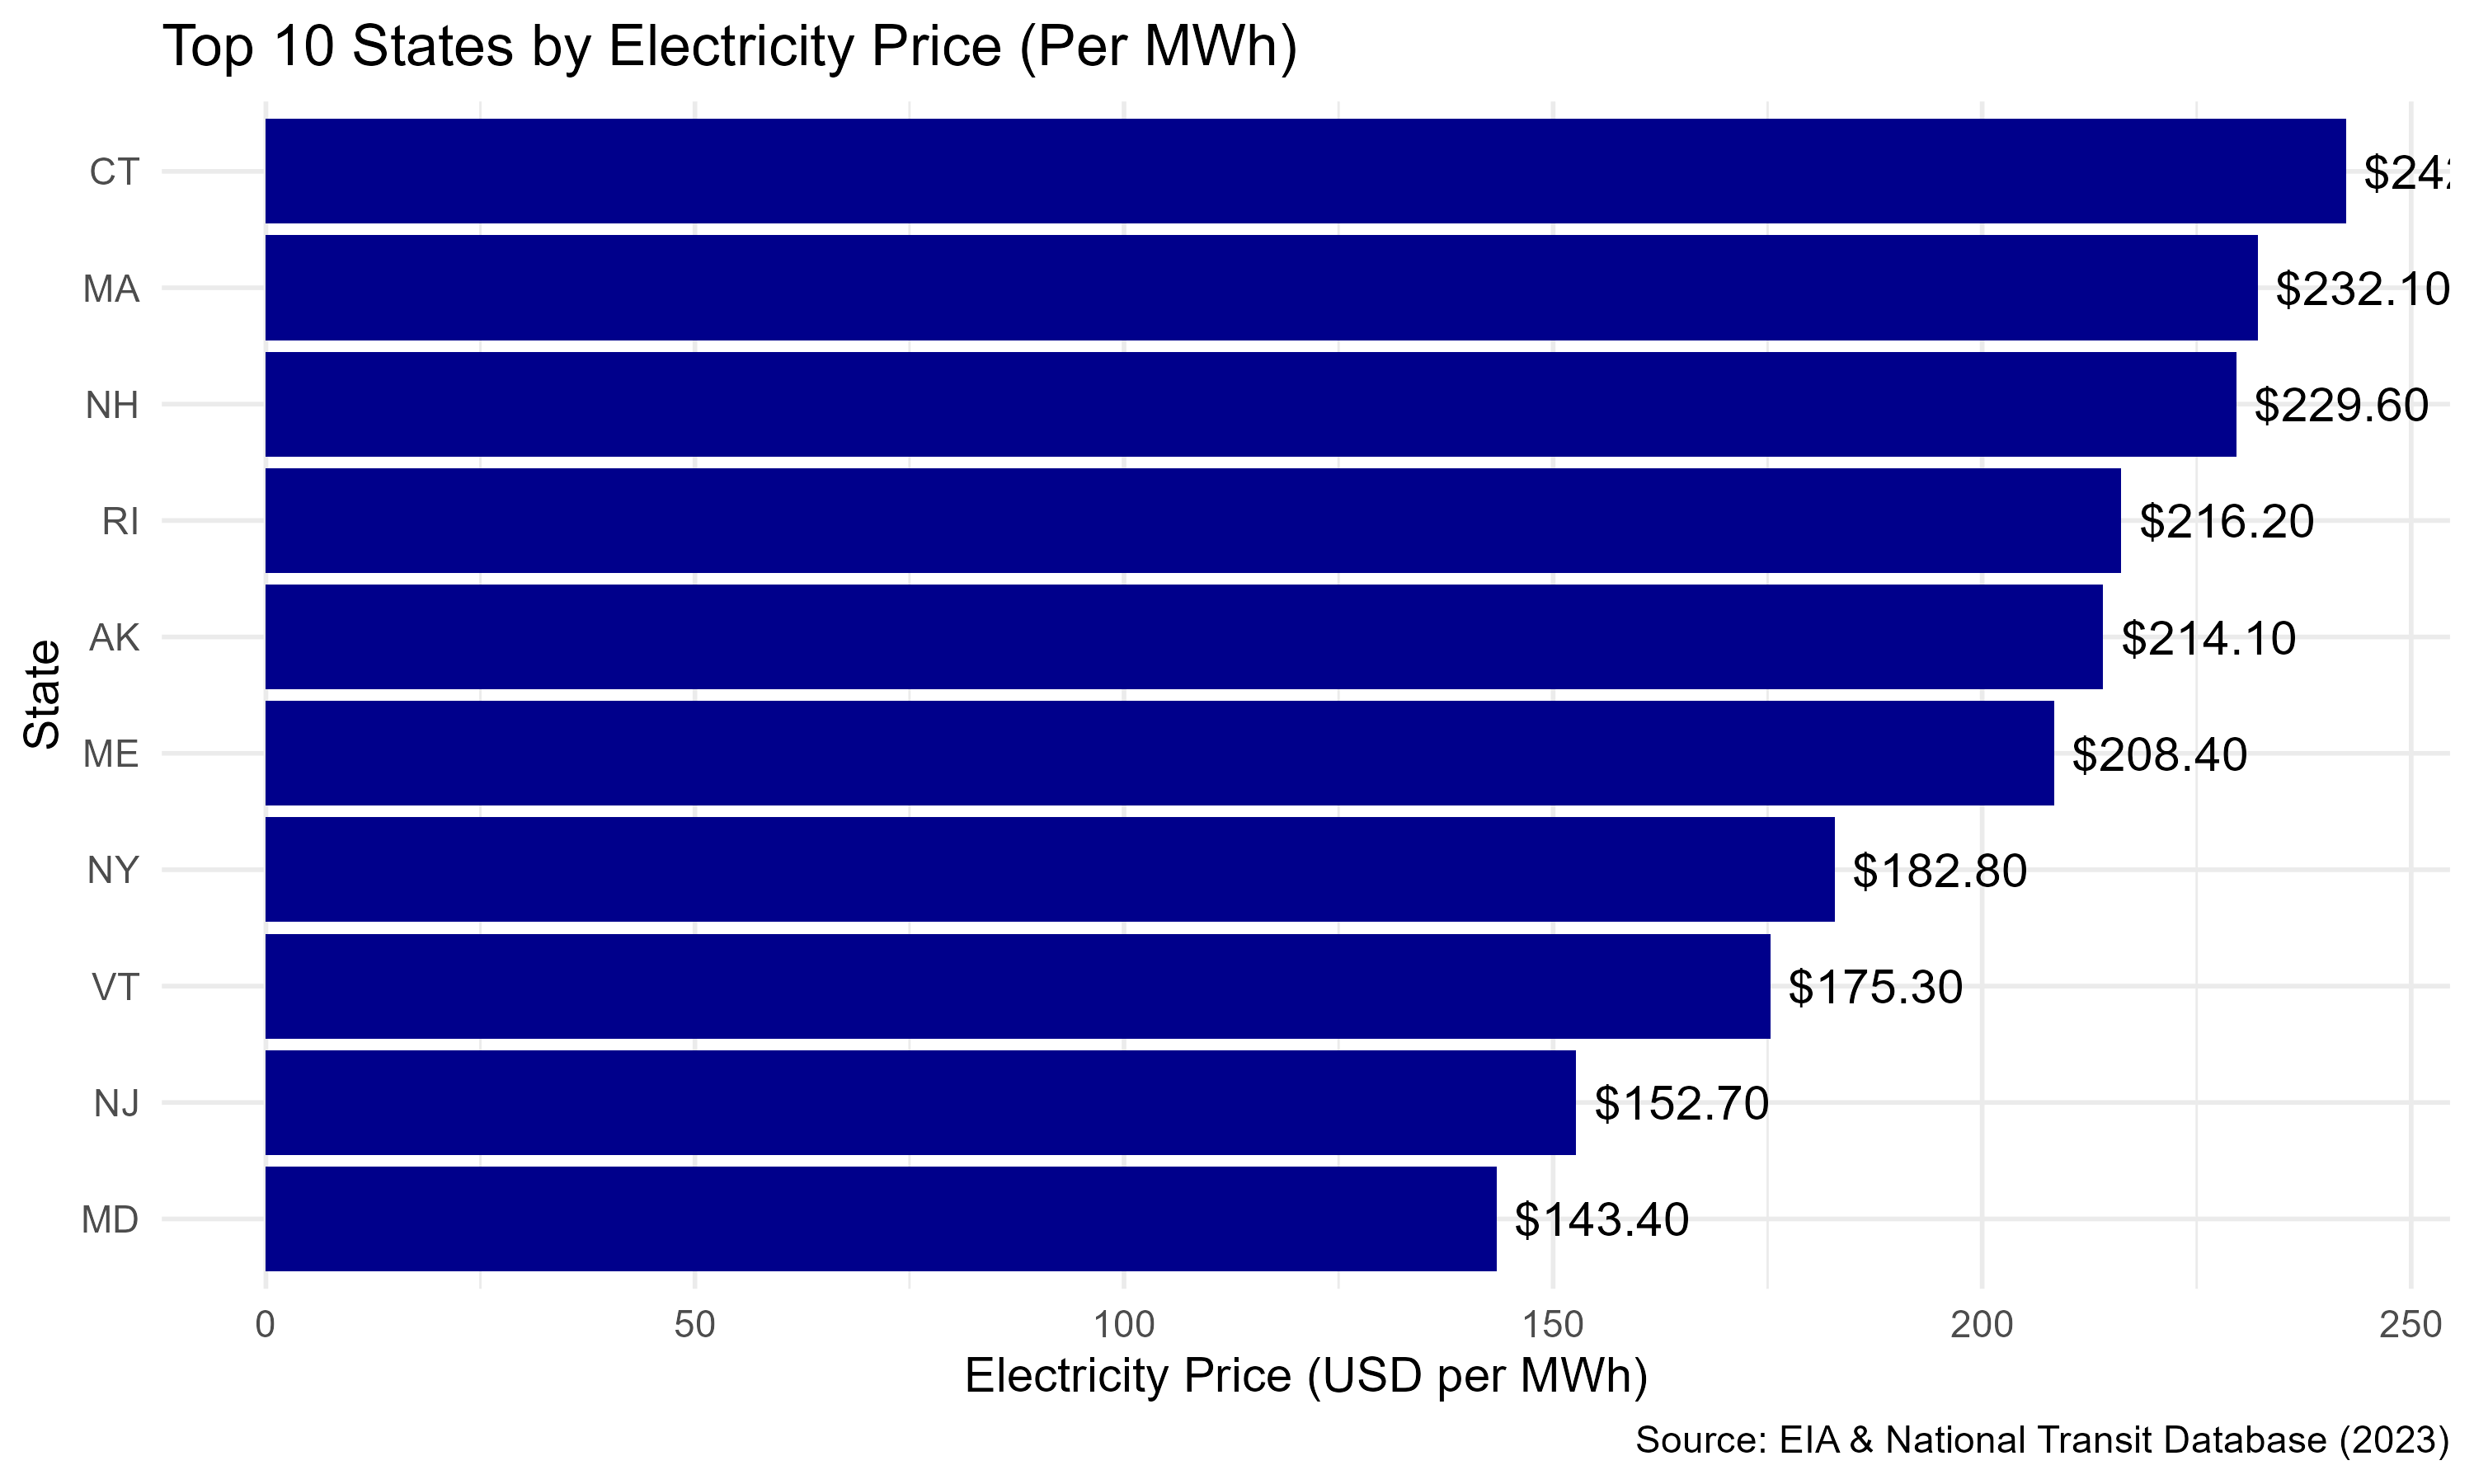 Top 10 States by Electricity Price (Per MWh)
CT
MA $232.10
NH $229.60
RI $216.20
AK $214.10
ME $208.40
NY $182.80
VT $175.30
NJ $152.70
MD $143.40
State
0 50 100 150 200 250
Electricity Price (USD per MWh)
Source: EIA & National Transit Database (2023)